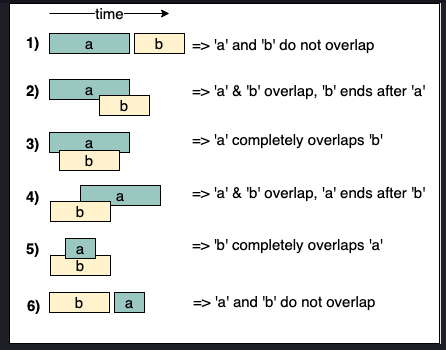 time
1) a b => 'a' and 'b' do not overlap
2) a b => 'a' & 'b' overlap, 'b' ends after 'a'
3) a b => 'a' completely overlaps 'b'
4) a b => 'a' & 'b' overlap, 'a' ends after 'b'
5) a b => 'b' completely overlaps 'a'
6) b a => 'a' and 'b' do not overlap